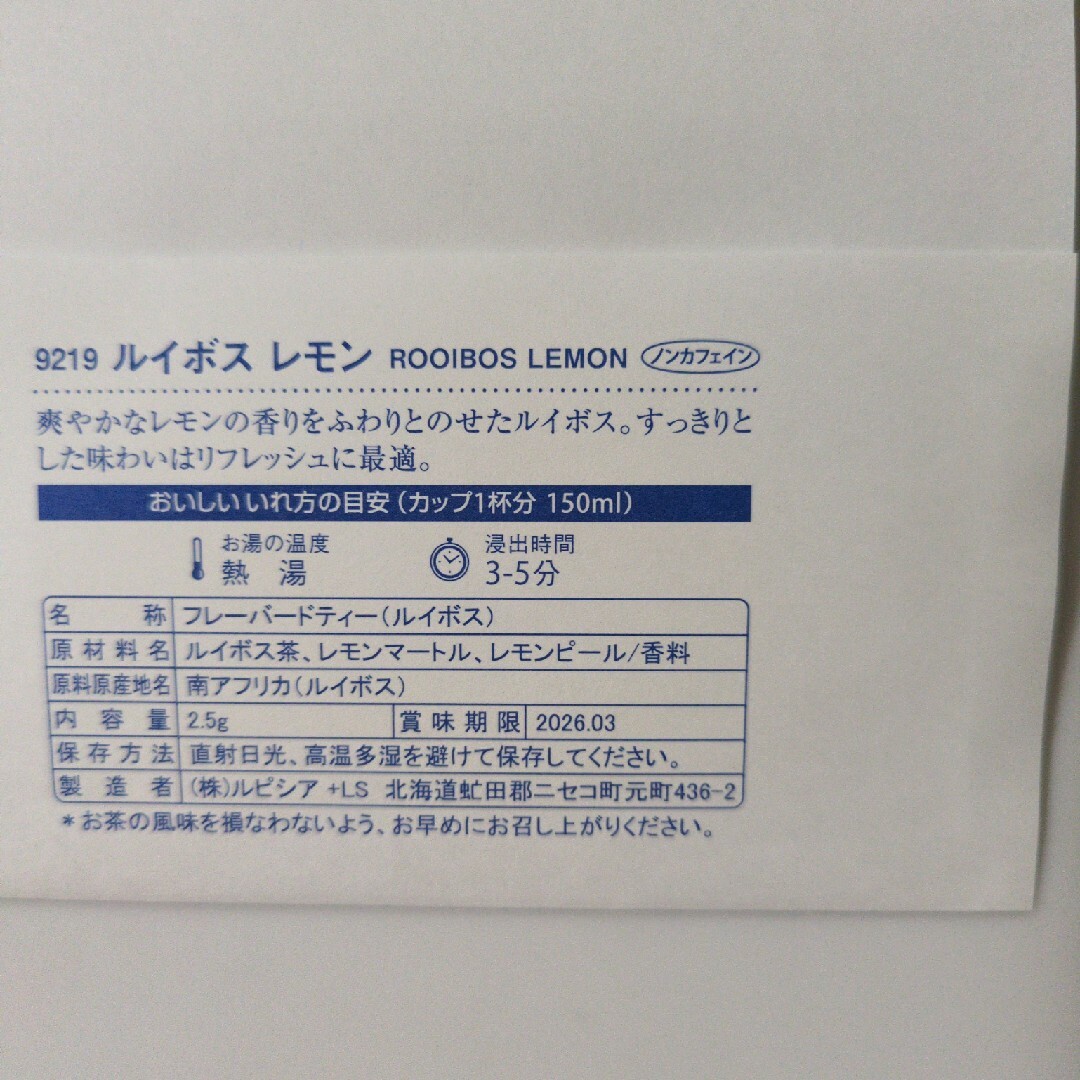 9219 ルイボス レモン ROOIBOS LEMON ノンカフェイン
爽やかなレモンの香りをふわりとのせたルイボス。すっきりと
した味わいはリフレッシュに最適。
おいしいいれ方の目安(カップ1杯分 150ml)
お湯の温度 浸出時間
熱 湯 3-5分
名 称 フレーバードティー(ルイボス)
原材料名 ルイボス茶、レモンマートル、レモンピール/香料
原料原産地名 南アフリカ(ルイボス)
内容量 2.5g 賞味期限 2026.03
保存方法 直射日光、高温多湿を避けて保存してください。
製造者 (株)ルピシア +LS 北海道虻田郡ニセコ町元町436-2
*お茶の風味を損なわないよう、お早めにお召し上がりください。